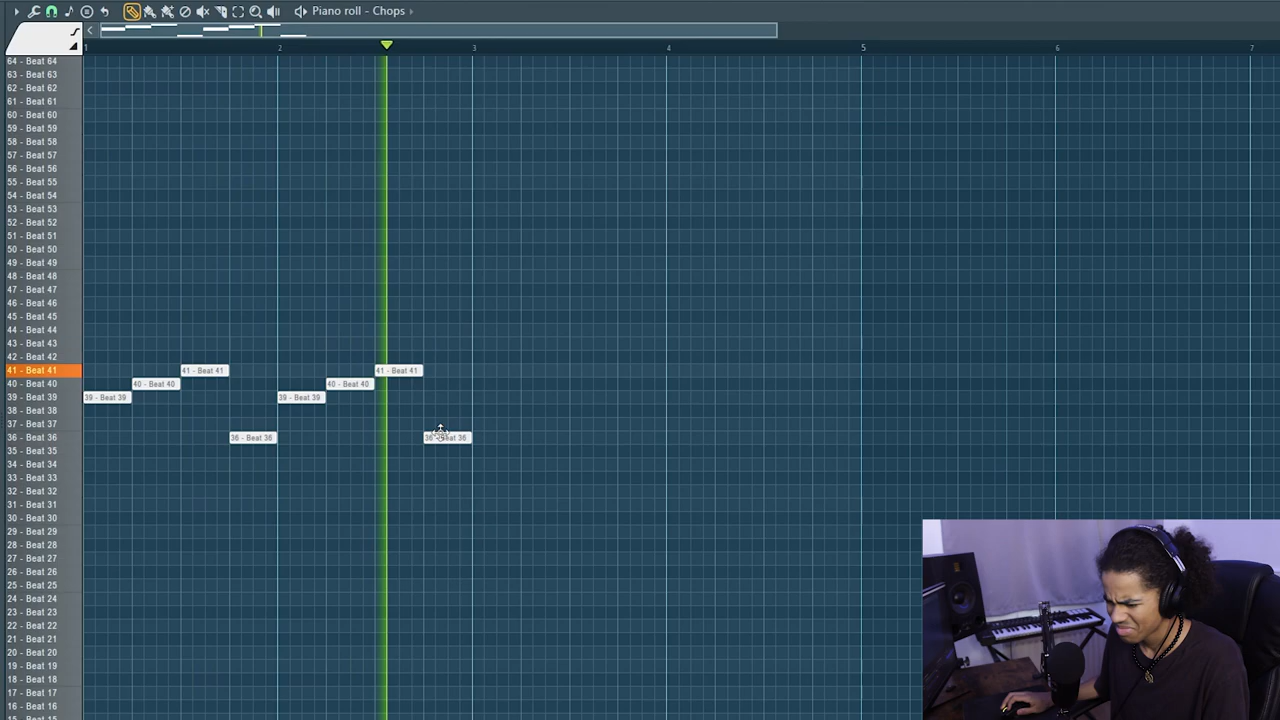 Piano roll - Chops
1 2 3 4 5 6 7
64 - Beat 64
63 - Beat 63
62 - Beat 62
61 - Beat 61
60 - Beat 60
59 - Beat 59
58 - Beat 58
57 - Beat 57
56 - Beat 56
55 - Beat 55
54 - Beat 54
53 - Beat 53
52 - Beat 52
51 - Beat 51
50 - Beat 50
49 - Beat 49
48 - Beat 48
47 - Beat 47
46 - Beat 46
45 - Beat 45
44 - Beat 44
43 - Beat 43
42 - Beat 42
41 - Beat 41 41 - Beat 41 41 - Beat 41
40 - Beat 40 40 - Beat 40 40 - Beat 40
39 - Beat 39 39 - Beat 39 39 - Beat 39
38 - Beat 38
37 - Beat 37
36 - Beat 36 36 - Beat 36 36 - Beat 36
35 - Beat 35
34 - Beat 34
33 - Beat 33
32 - Beat 32
31 - Beat 31
30 - Beat 30
29 - Beat 29
28 - Beat 28
27 - Beat 27
26 - Beat 26
25 - Beat 25
24 - Beat 24
23 - Beat 23
22 - Beat 22
21 - Beat 21
20 - Beat 20
19 - Beat 19
18 - Beat 18
17 - Beat 17
16 - Beat 16